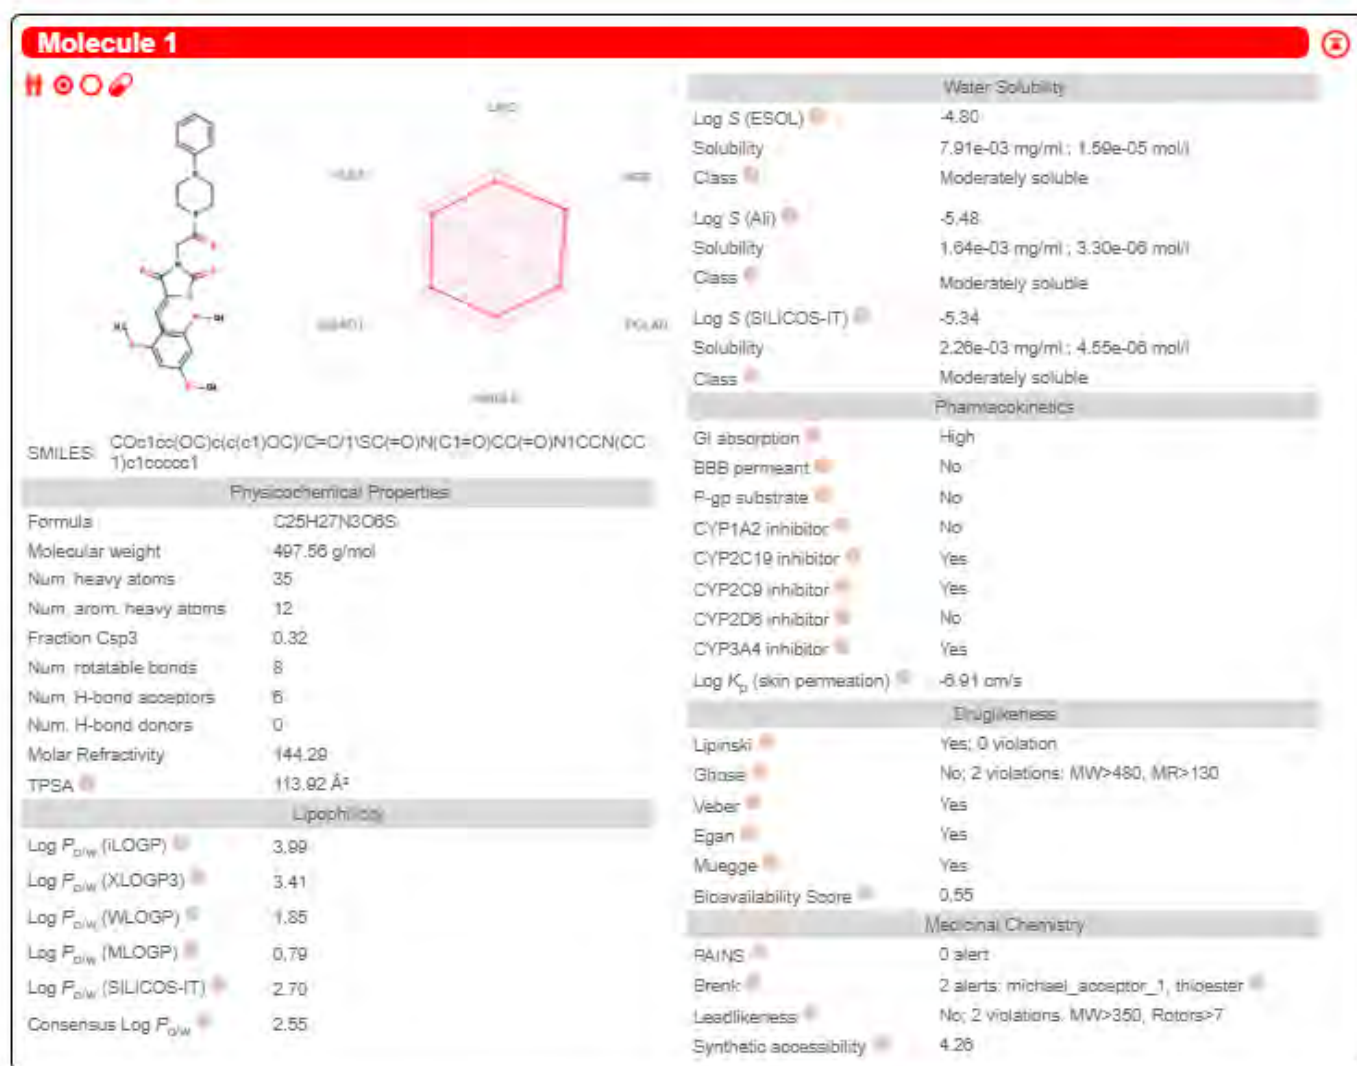 Molecule 1
LIPO
FLEX
SIZE
INSATU
POLAR
INSOLU
SMILES COc1cc(OC)c(c(c1)OC)/C=C/1\SC(=O)N(C1=O)CC(=O)N1CCN(CC
1)c1ccccc1
Physicochemical Properties
Formula C25H27N3O6S
Molecular weight 497.56 g/mol
Num. heavy atoms 35
Num. arom. heavy atoms 12
Fraction Csp3 0.32
Num. rotatable bonds 8
Num. H-bond acceptors 6
Num. H-bond donors 0
Molar Refractivity 144.29
TPSA 113.92 Å²
Lipophilicity
Log Po/w (iLOGP) 3.99
Log Po/w (XLOGP3) 3.41
Log Po/w (WLOGP) 1.85
Log Po/w (MLOGP) 0.79
Log Po/w (SILICOS-IT) 2.70
Consensus Log Po/w 2.55
Water Solubility
Log S (ESOL) -4.80
Solubility 7.91e-03 mg/ml ; 1.59e-05 mol/l
Class Moderately soluble
Log S (Ali) -5.48
Solubility 1.64e-03 mg/ml ; 3.30e-06 mol/l
Class Moderately soluble
Log S (SILICOS-IT) -5.34
Solubility 2.26e-03 mg/ml ; 4.55e-06 mol/l
Class Moderately soluble
Pharmacokinetics
GI absorption High
BBB permeant No
P-gp substrate No
CYP1A2 inhibitor No
CYP2C19 inhibitor Yes
CYP2C9 inhibitor Yes
CYP2D6 inhibitor No
CYP3A4 inhibitor Yes
Log Kp (skin permeation) -6.91 cm/s
Druglikeness
Lipinski Yes; 0 violation
Ghose No; 2 violations: MW>480, MR>130
Veber Yes
Egan Yes
Muegge Yes
Bioavailability Score 0.55
Medicinal Chemistry
PAINS 0 alert
Brenk 2 alerts: michael_acceptor_1, thioester
Leadlikeness No; 2 violations: MW>350, Rotors>7
Synthetic accessibility 4.26